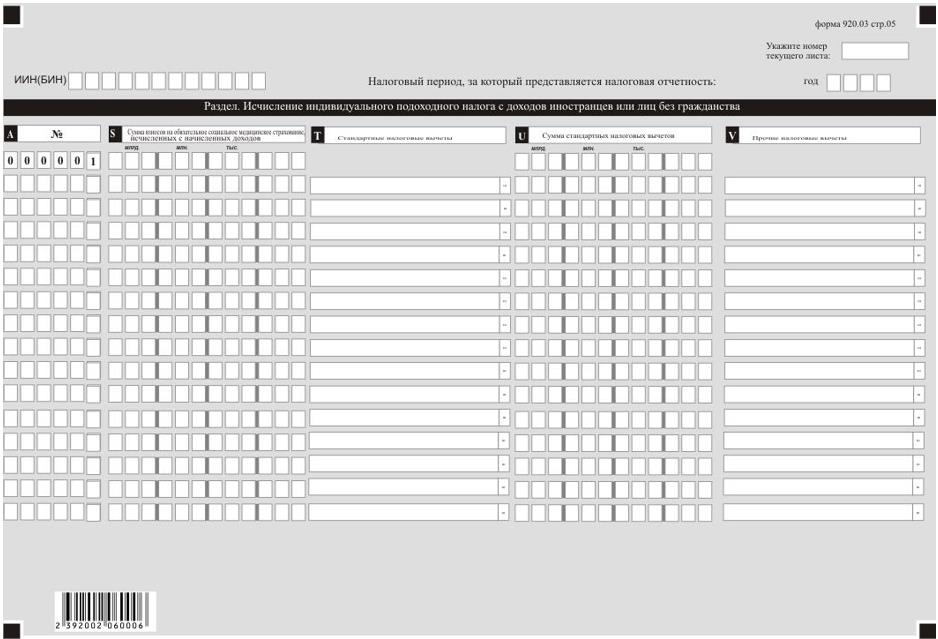 форма 920.03 стр.05
Укажите номер
текущего листа:
ИИН(БИН)
Налоговый период, за который представляется налоговая отчетность:
год
Раздел. Исчисление индивидуального подоходного налога с доходов иностранцев или лиц без гражданства
A №
S Сумма взносов на обязательное социальное медицинское страхование,
исчисленных с начисленных доходов
T Стандартные налоговые вычеты
U Сумма стандартных налоговых вычетов
V Прочие налоговые вычеты
млрд. млн. тыс. млрд. млн. тыс.
0 0 0 0 0 1
2 392002 060006